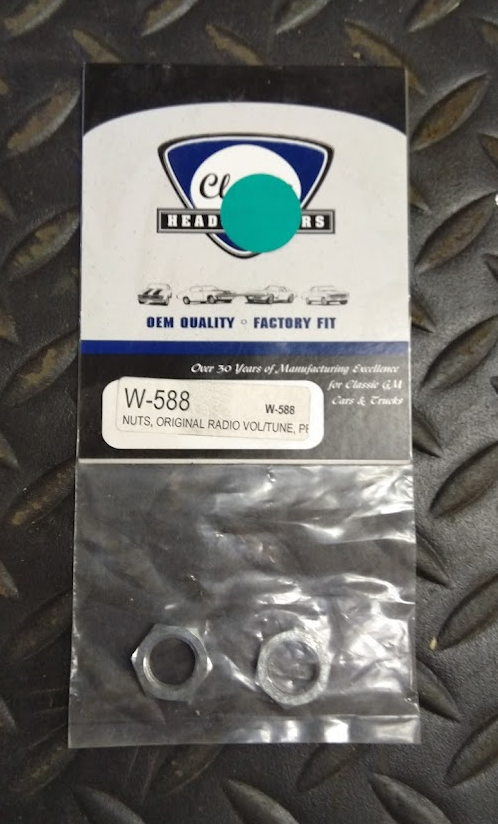 OEM QUALITY ◦ FACTORY FIT
Over 30 Years of Manufacturing Excellence
for Classic GM
Cars & Trucks
W-588
W-588
NUTS, ORIGINAL RADIO VOL/TUNE,